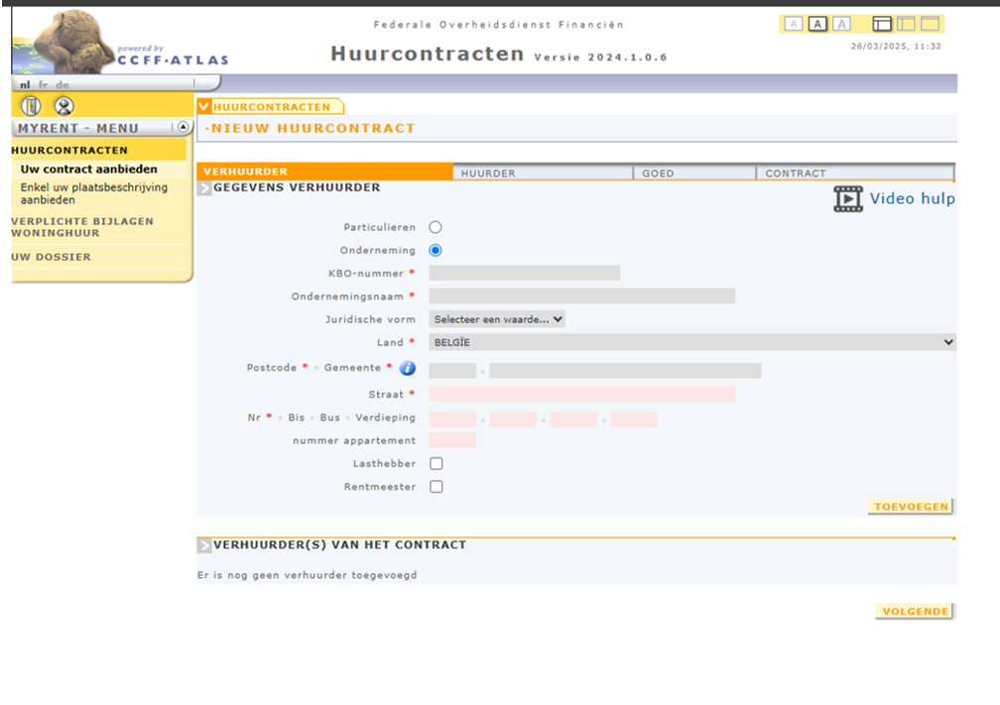 Federale Overheidsdienst Financiën
A A A
powered by
CCFF·ATLAS
Huurcontracten Versie 2024.1.0.6
26/03/2025, 11:32
nl fr de
MYRENT - MENU
HUURCONTRACTEN
Uw contract aanbieden
Enkel uw plaatsbeschrijving
aanbieden
VERPLICHTE BIJLAGEN
WONINGHUUR
UW DOSSIER
HUURCONTRACTEN
·NIEUW HUURCONTRACT
VERHUURDER HUURDER GOED CONTRACT
GEGEVENS VERHUURDER
Video hulp
Particulieren
Onderneming
KBO-nummer *
Ondernemingsnaam *
Juridische vorm Selecteer een waarde...
Land * BELGÏE
Postcode * Gemeente * i
Straat *
Nr * Bis Bus Verdieping
nummer appartement
Lasthebber
Rentmeester
TOEVOEGEN
VERHUURDER(S) VAN HET CONTRACT
Er is nog geen verhuurder toegevoegd
VOLGENDE